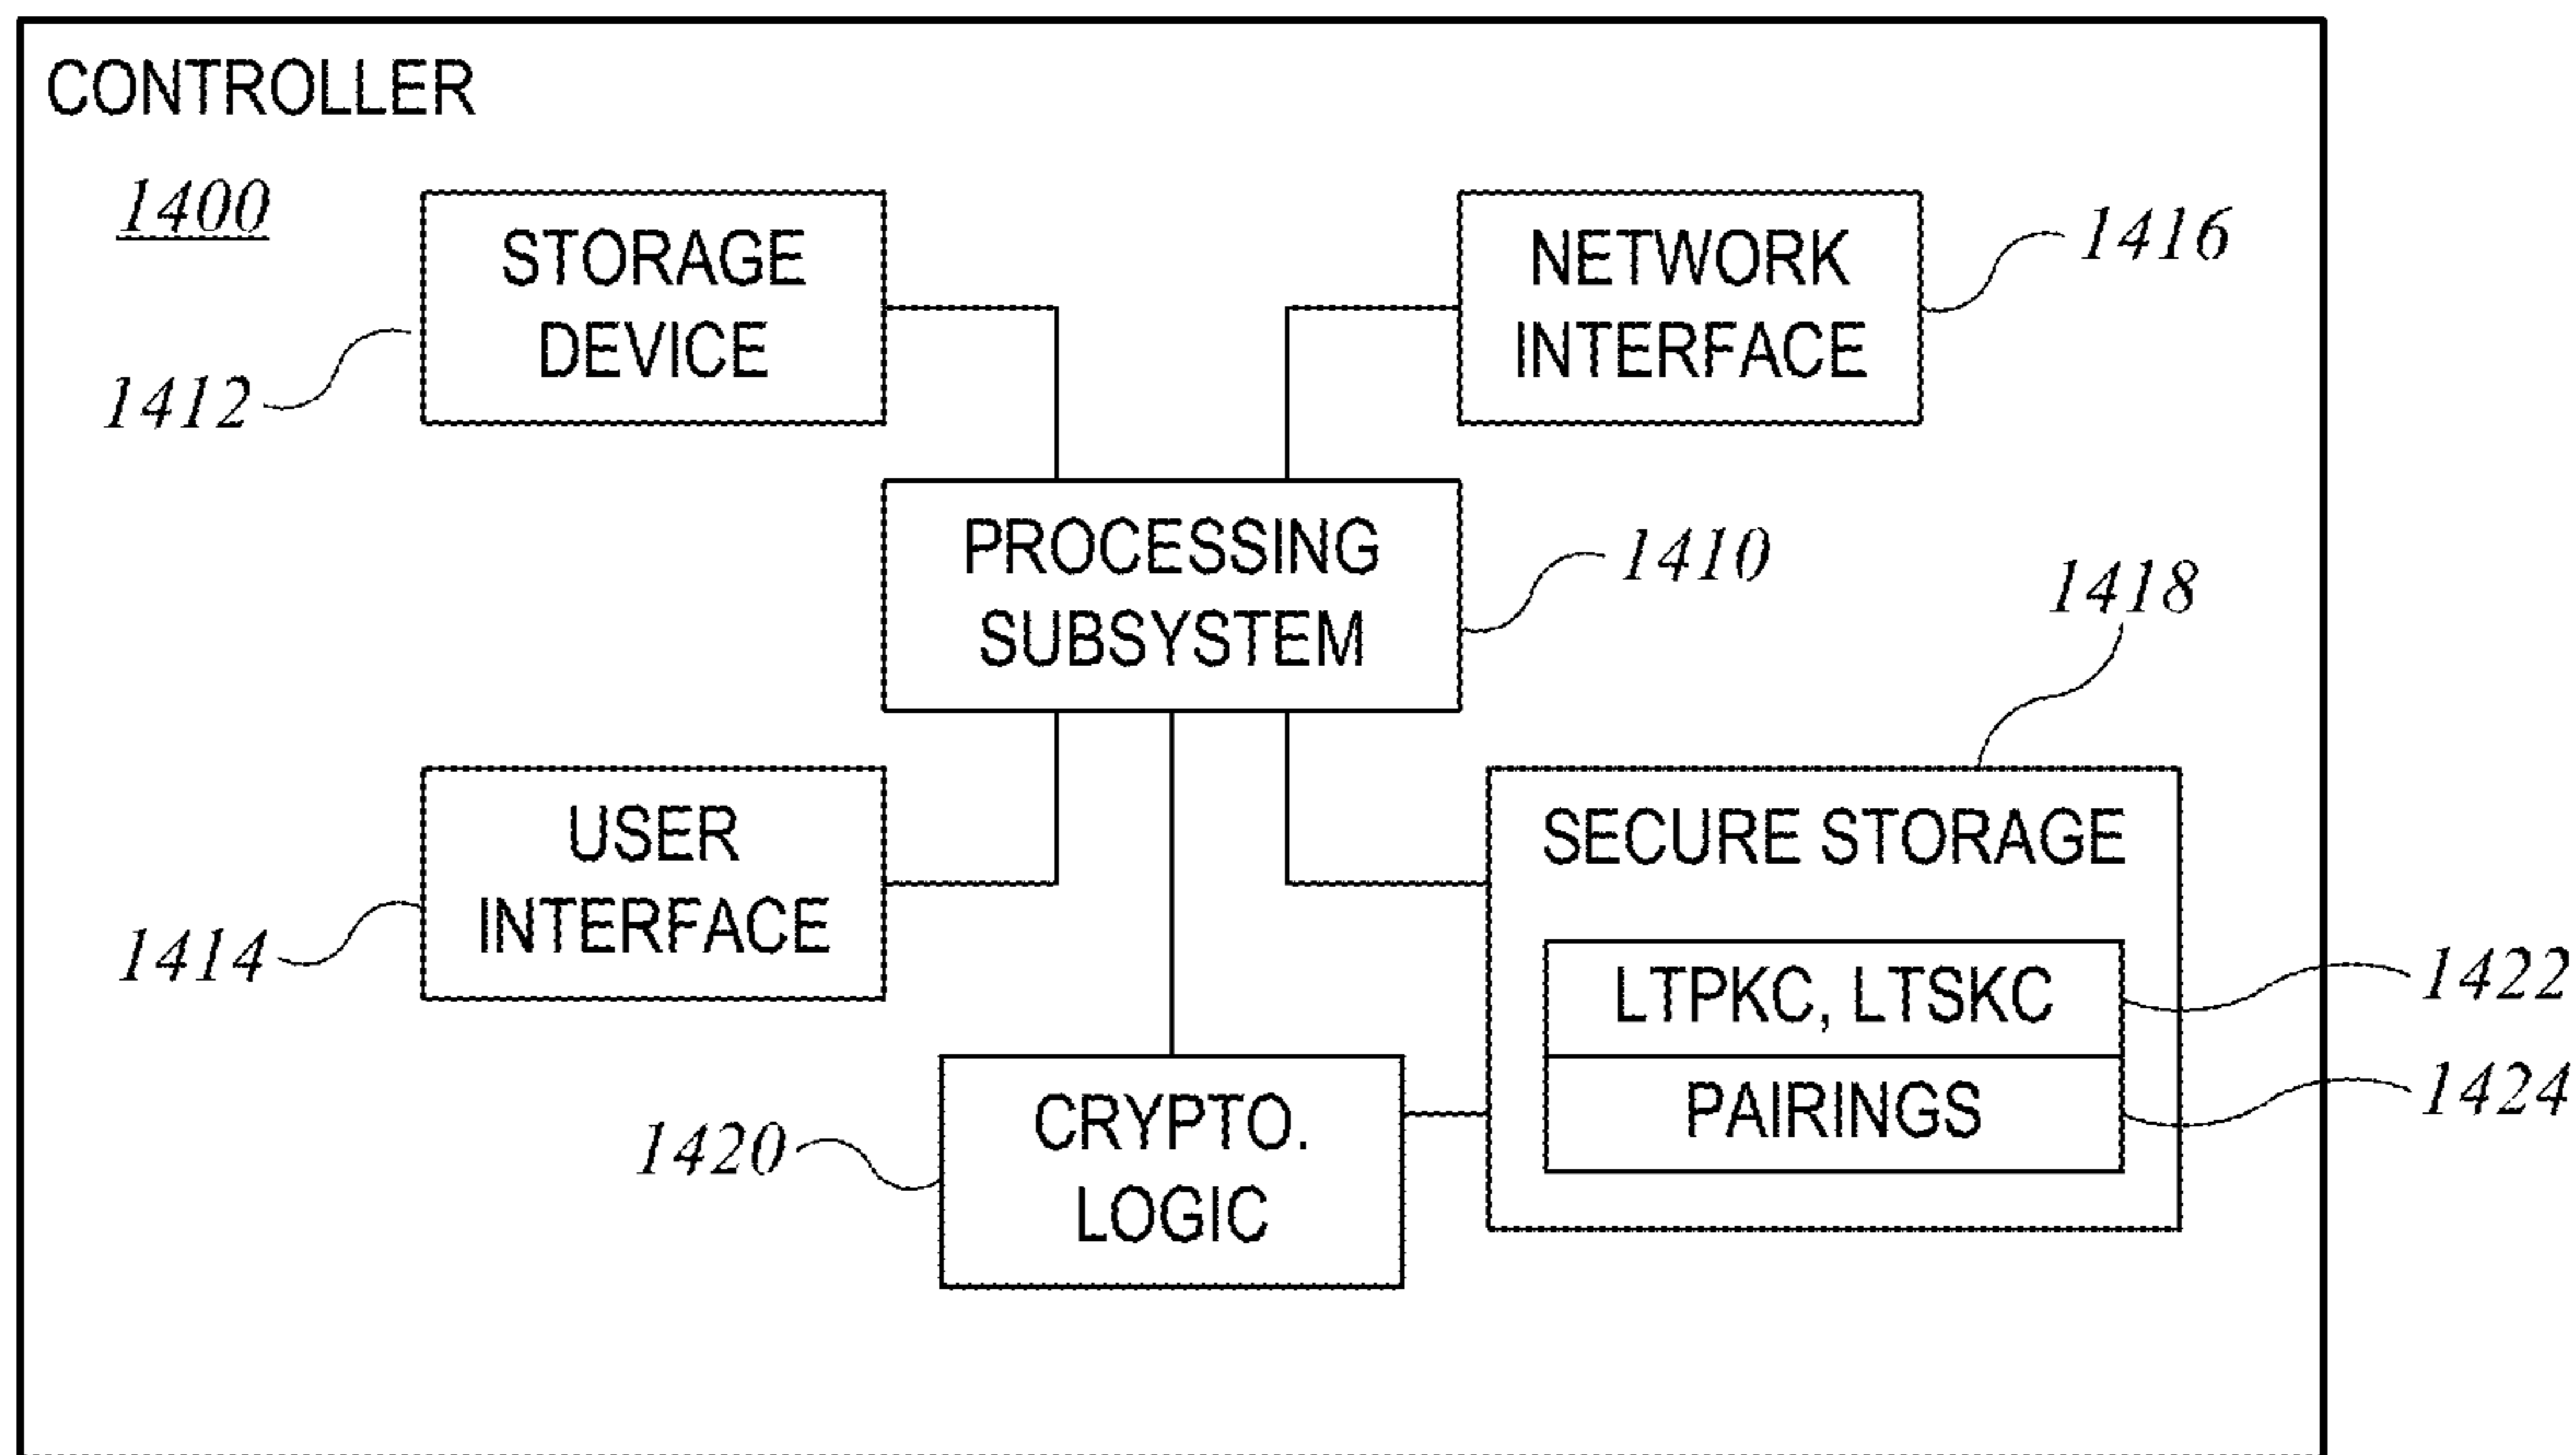 CONTROLLER
1400
STORAGE
DEVICE
1412
NETWORK
INTERFACE
1416
PROCESSING
SUBSYSTEM
1410
1418
USER
INTERFACE
1414
SECURE STORAGE
LTPKC, LTSKC
1422
PAIRINGS
1424
CRYPTO.
LOGIC
1420